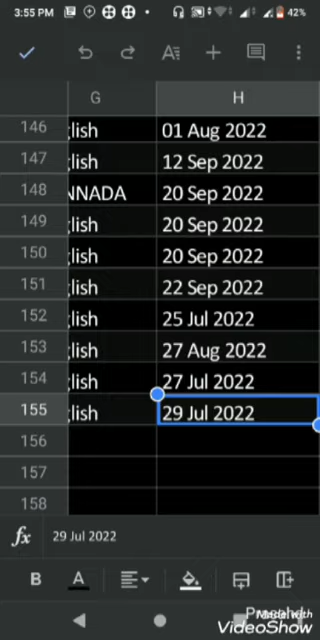 3:55 PM 42%
G H
146 glish 01 Aug 2022
147 glish 12 Sep 2022
148 NNADA 20 Sep 2022
149 glish 20 Sep 2022
150 glish 20 Sep 2022
151 glish 22 Sep 2022
152 glish 25 Jul 2022
153 glish 27 Aug 2022
154 glish 27 Jul 2022
155 glish 29 Jul 2022
156
157
158
fx 29 Jul 2022
B A
Made with
VideoShow